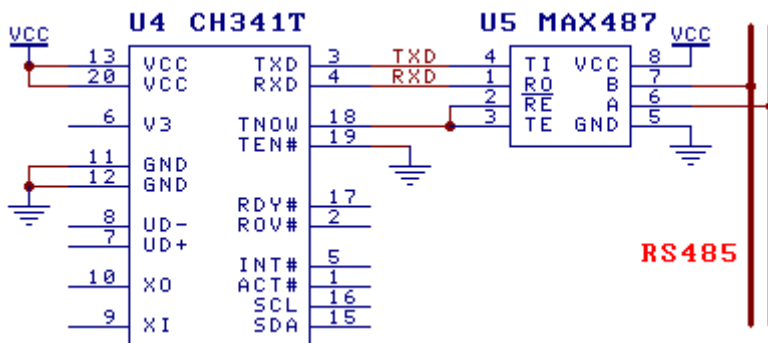 U4 CH341T U5 MAX487
VCC VCC
13 VCC TXD 3 TXD 4 TI VCC 8
20 VCC RXD 4 RXD 1 RO B 7
2 RE A 6
6 V3 TNOW 18 3 TE GND 5
TEN# 19
11 GND
12 GND
RDY# 17
8 UD- ROV# 2
7 UD+
RS485
INT# 5
10 XO ACT# 1
SCL 16
9 XI SDA 15